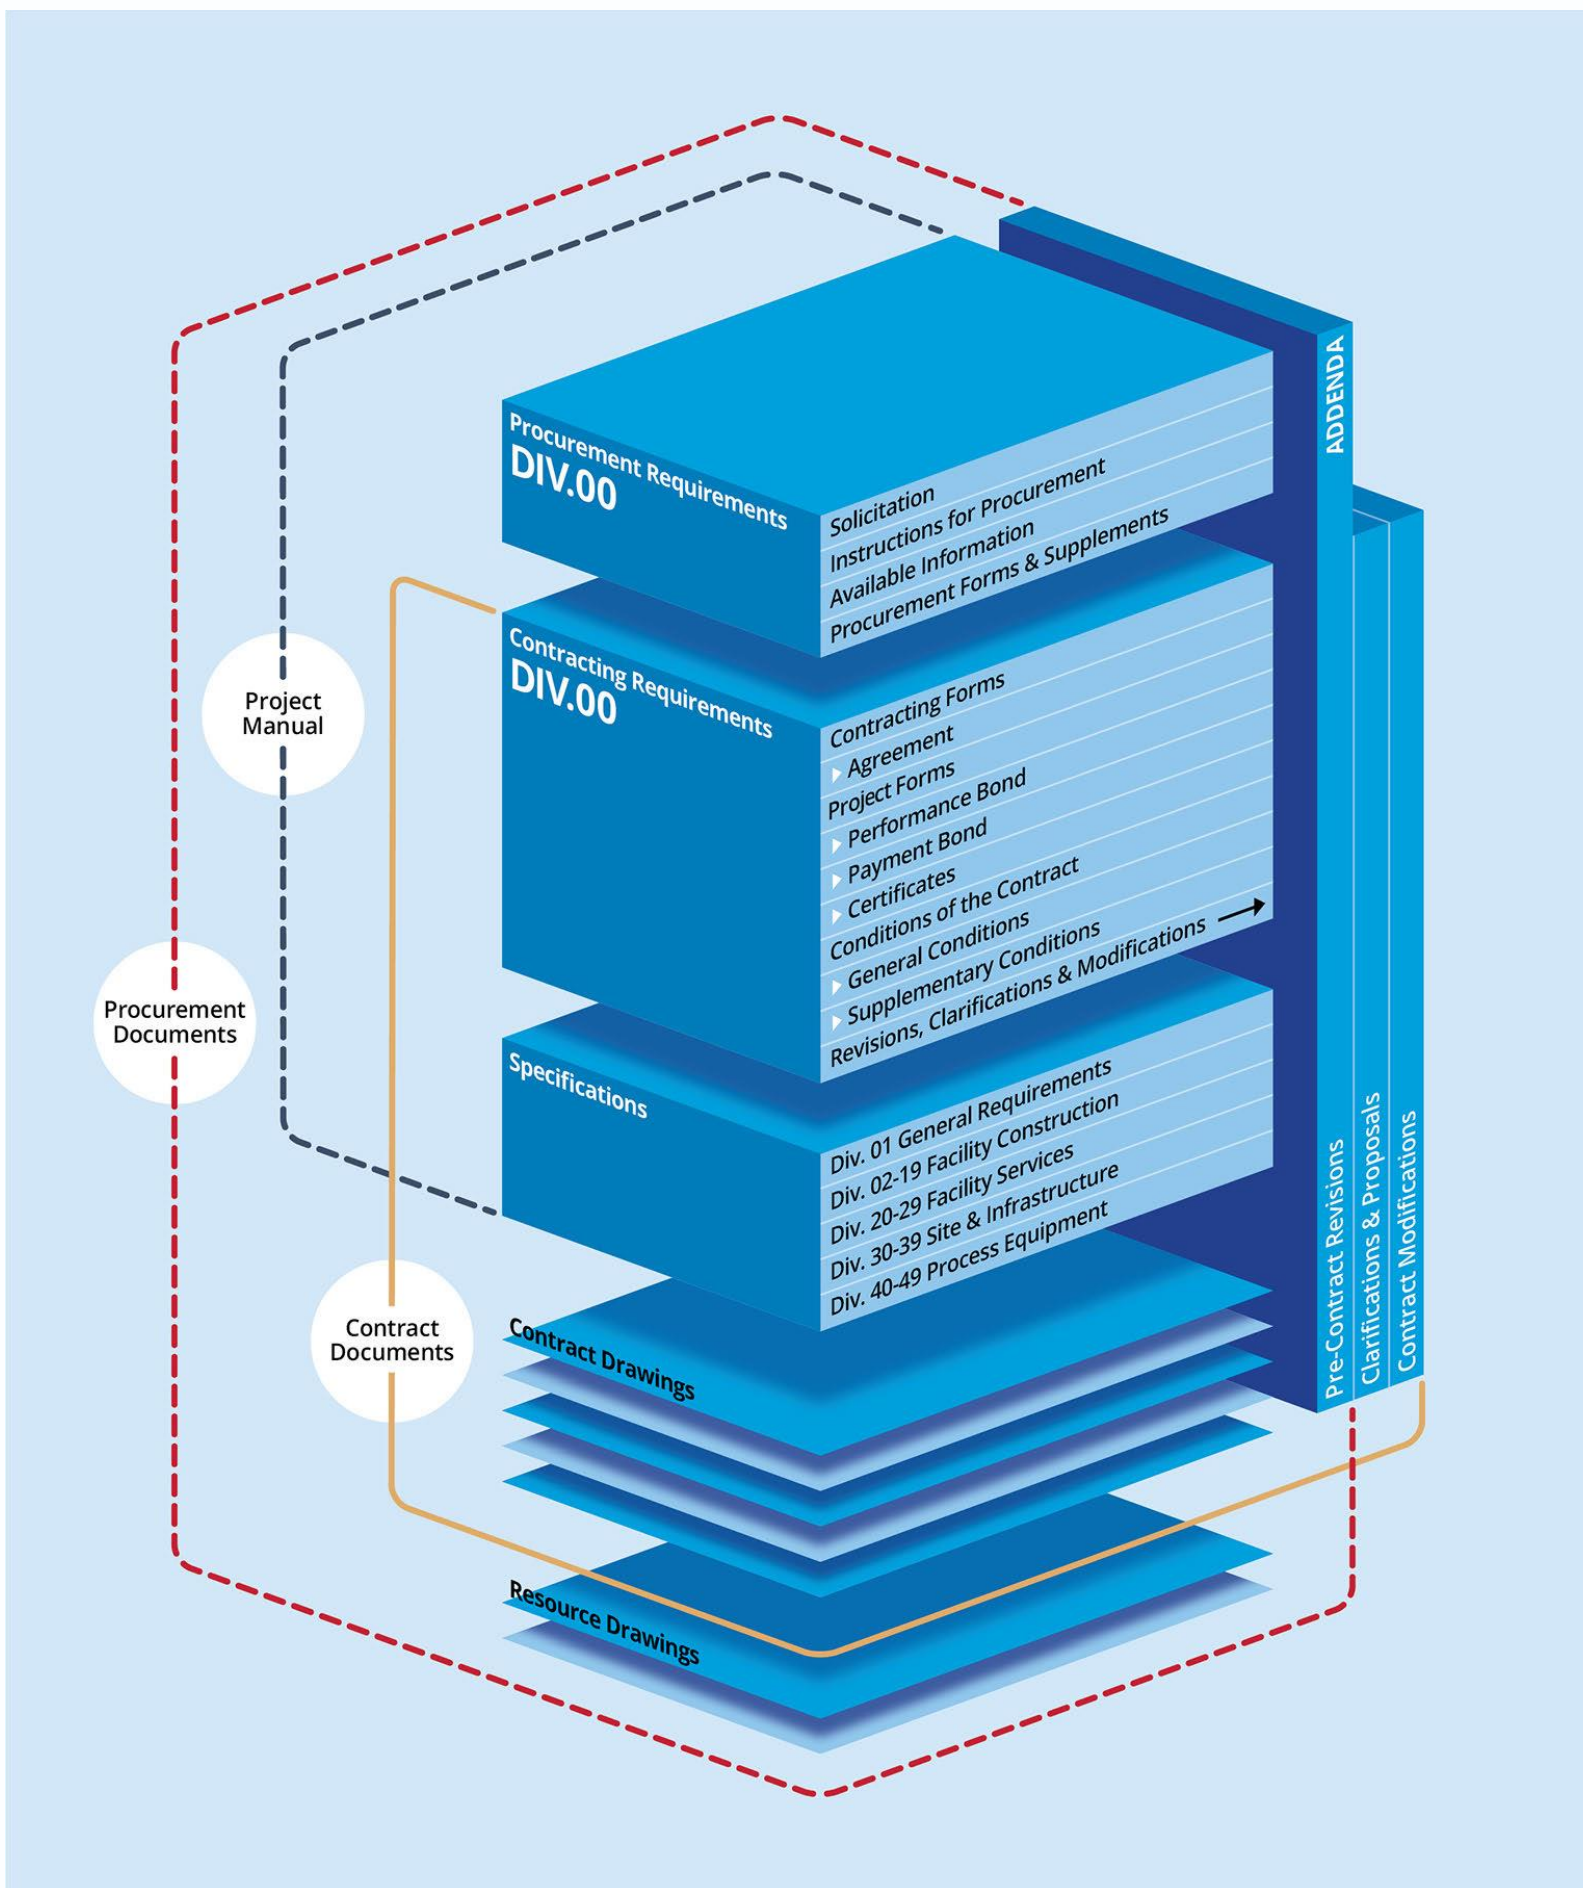 ADDENDA
Procurement Requirements
DIV.00
Solicitation
Instructions for Procurement
Available Information
Procurement Forms & Supplements
Contracting Requirements
DIV.00
Contracting Forms
Agreement
Project Forms
Performance Bond
Payment Bond
Certificates
Conditions of the Contract
General Conditions
Supplementary Conditions
Revisions, Clarifications & Modifications
Project
Manual
Procurement
Documents
Specifications
Div. 01 General Requirements
Div. 02-19 Facility Construction
Div. 20-29 Facility Services
Div. 30-39 Site & Infrastructure
Div. 40-49 Process Equipment
Pre-Contract Revisions
Clarifications & Proposals
Contract Modifications
Contract
Documents
Contract Drawings
Resource Drawings